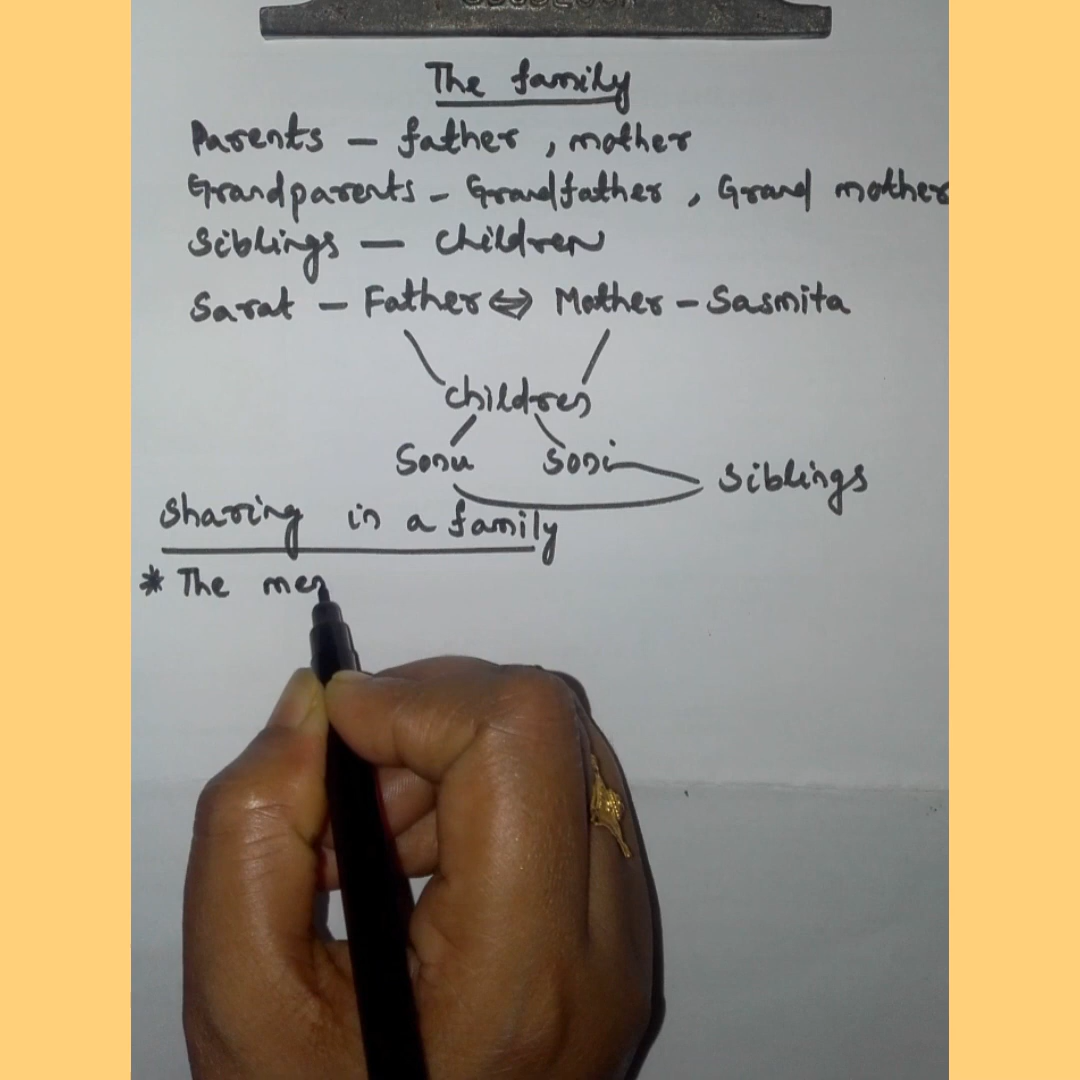 The family
Parents - father , mother
Grandparents - Grandfather , Grand mother
Siblings - children
Sarat - Father ⇔ Mother - Sasmita
children
Sonu Soni Siblings
Sharing in a family
* The mem